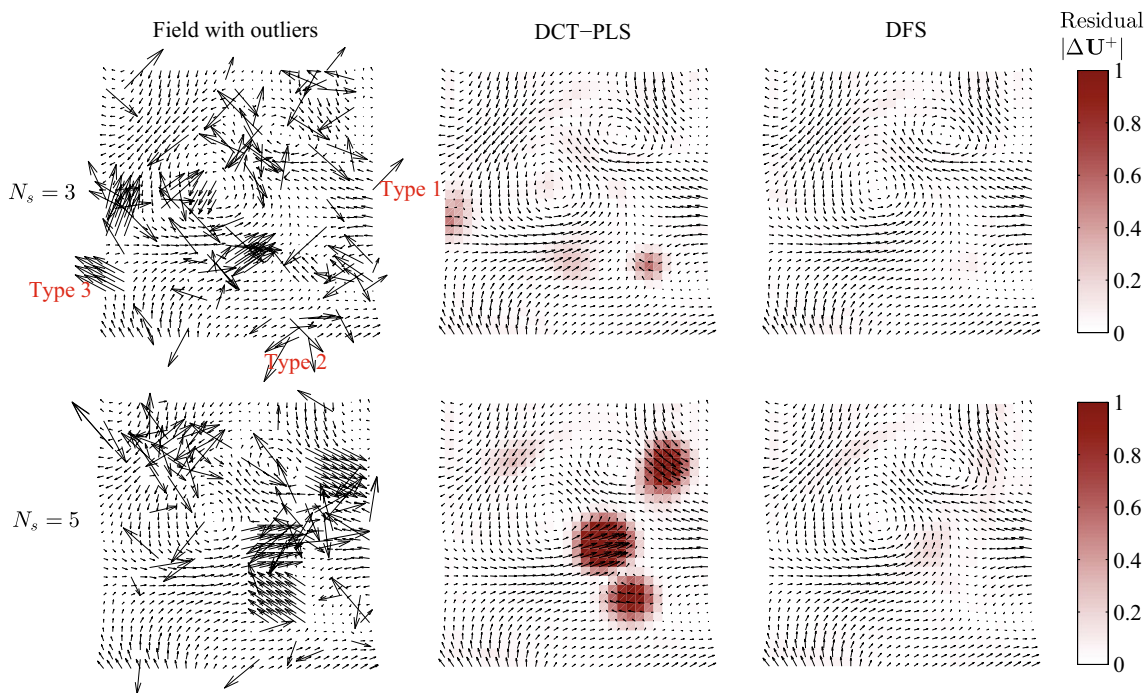 Field with outliers
DCT−PLS
DFS
Residual
|ΔU⁺|
N_s = 3
Type 1
Type 3
Type 2
1
0.8
0.6
0.4
0.2
0
N_s = 5
1
0.8
0.6
0.4
0.2
0